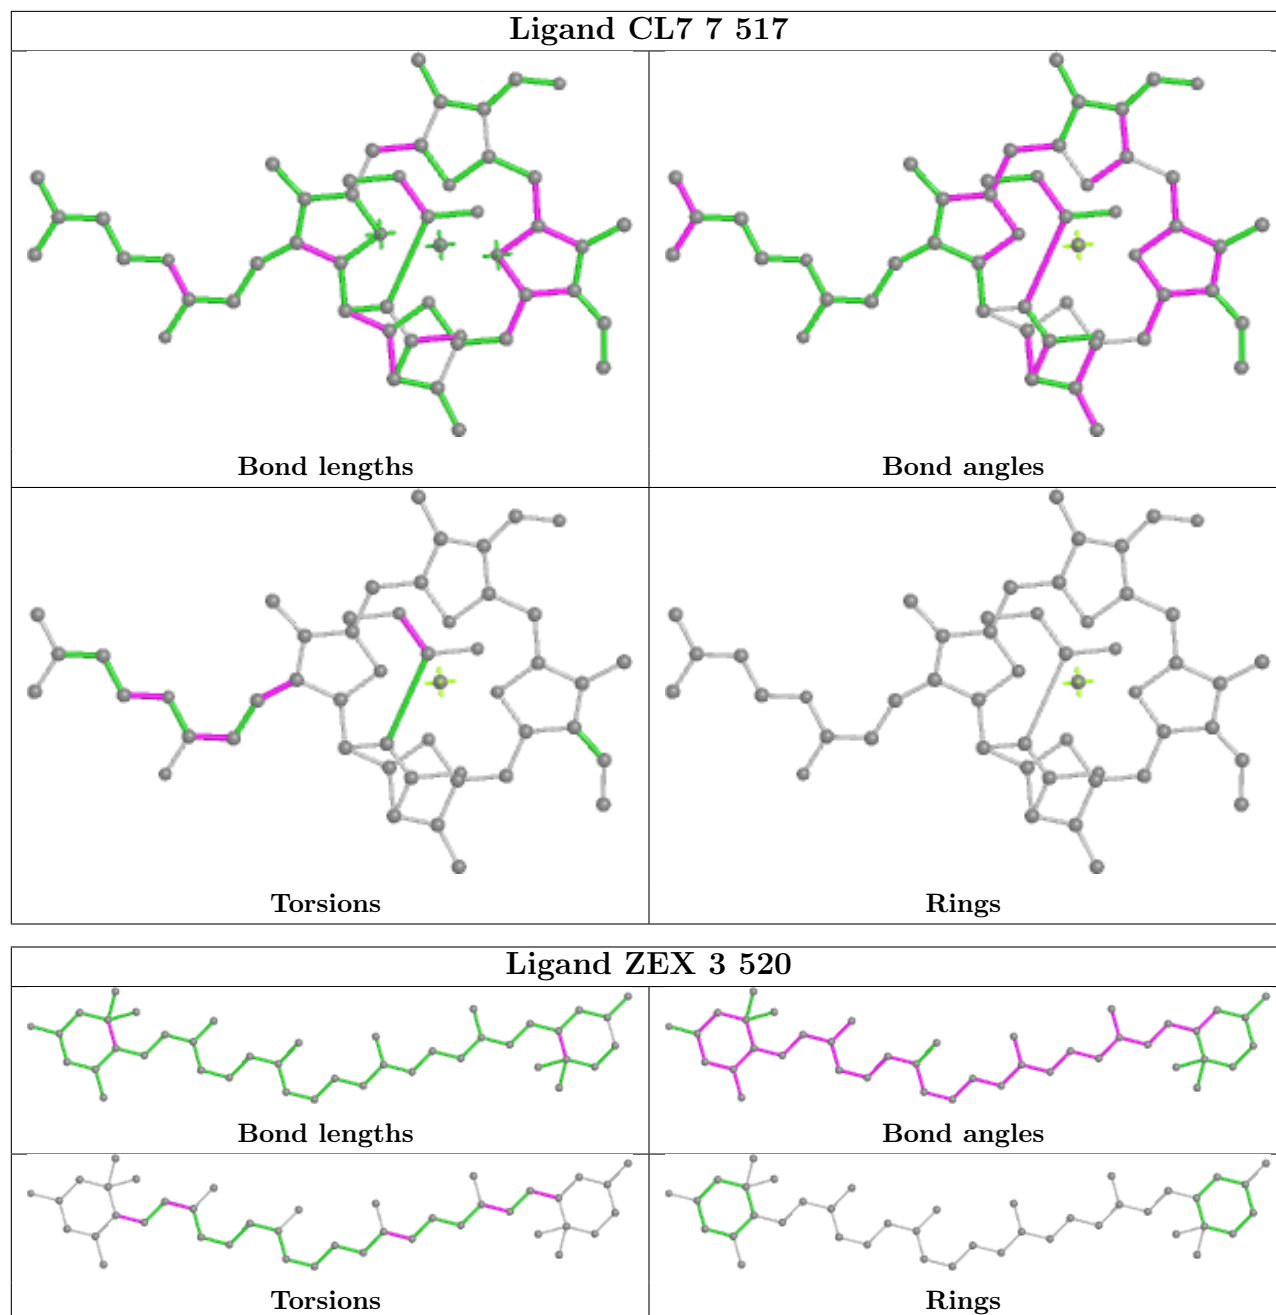 Ligand CL7 7 517
Bond lengths
Bond angles
Torsions
Rings
Ligand ZEX 3 520
Bond lengths
Bond angles
Torsions
Rings